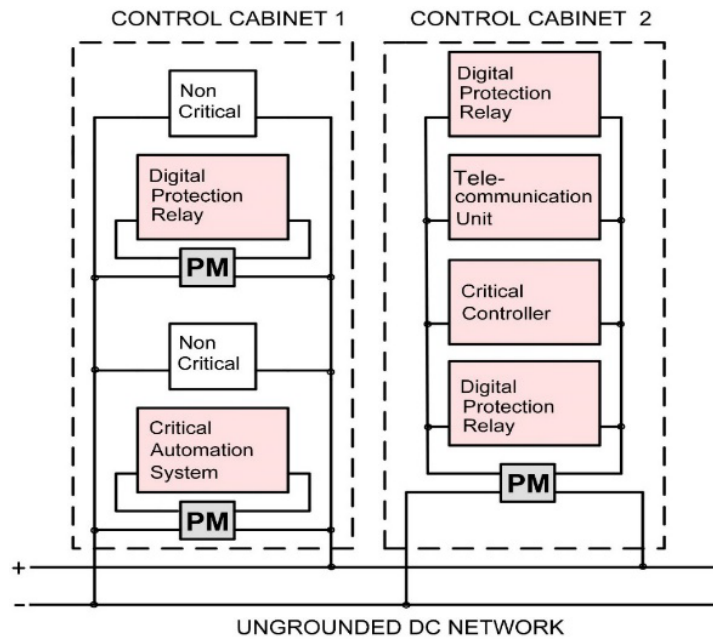 CONTROL CABINET 1
Non
Critical
Digital
Protection
Relay
PM
Non
Critical
Critical
Automation
System
PM
CONTROL CABINET 2
Digital
Protection
Relay
Tele-
communication
Unit
Critical
Controller
Digital
Protection
Relay
PM
+
-
UNGROUNDED DC NETWORK